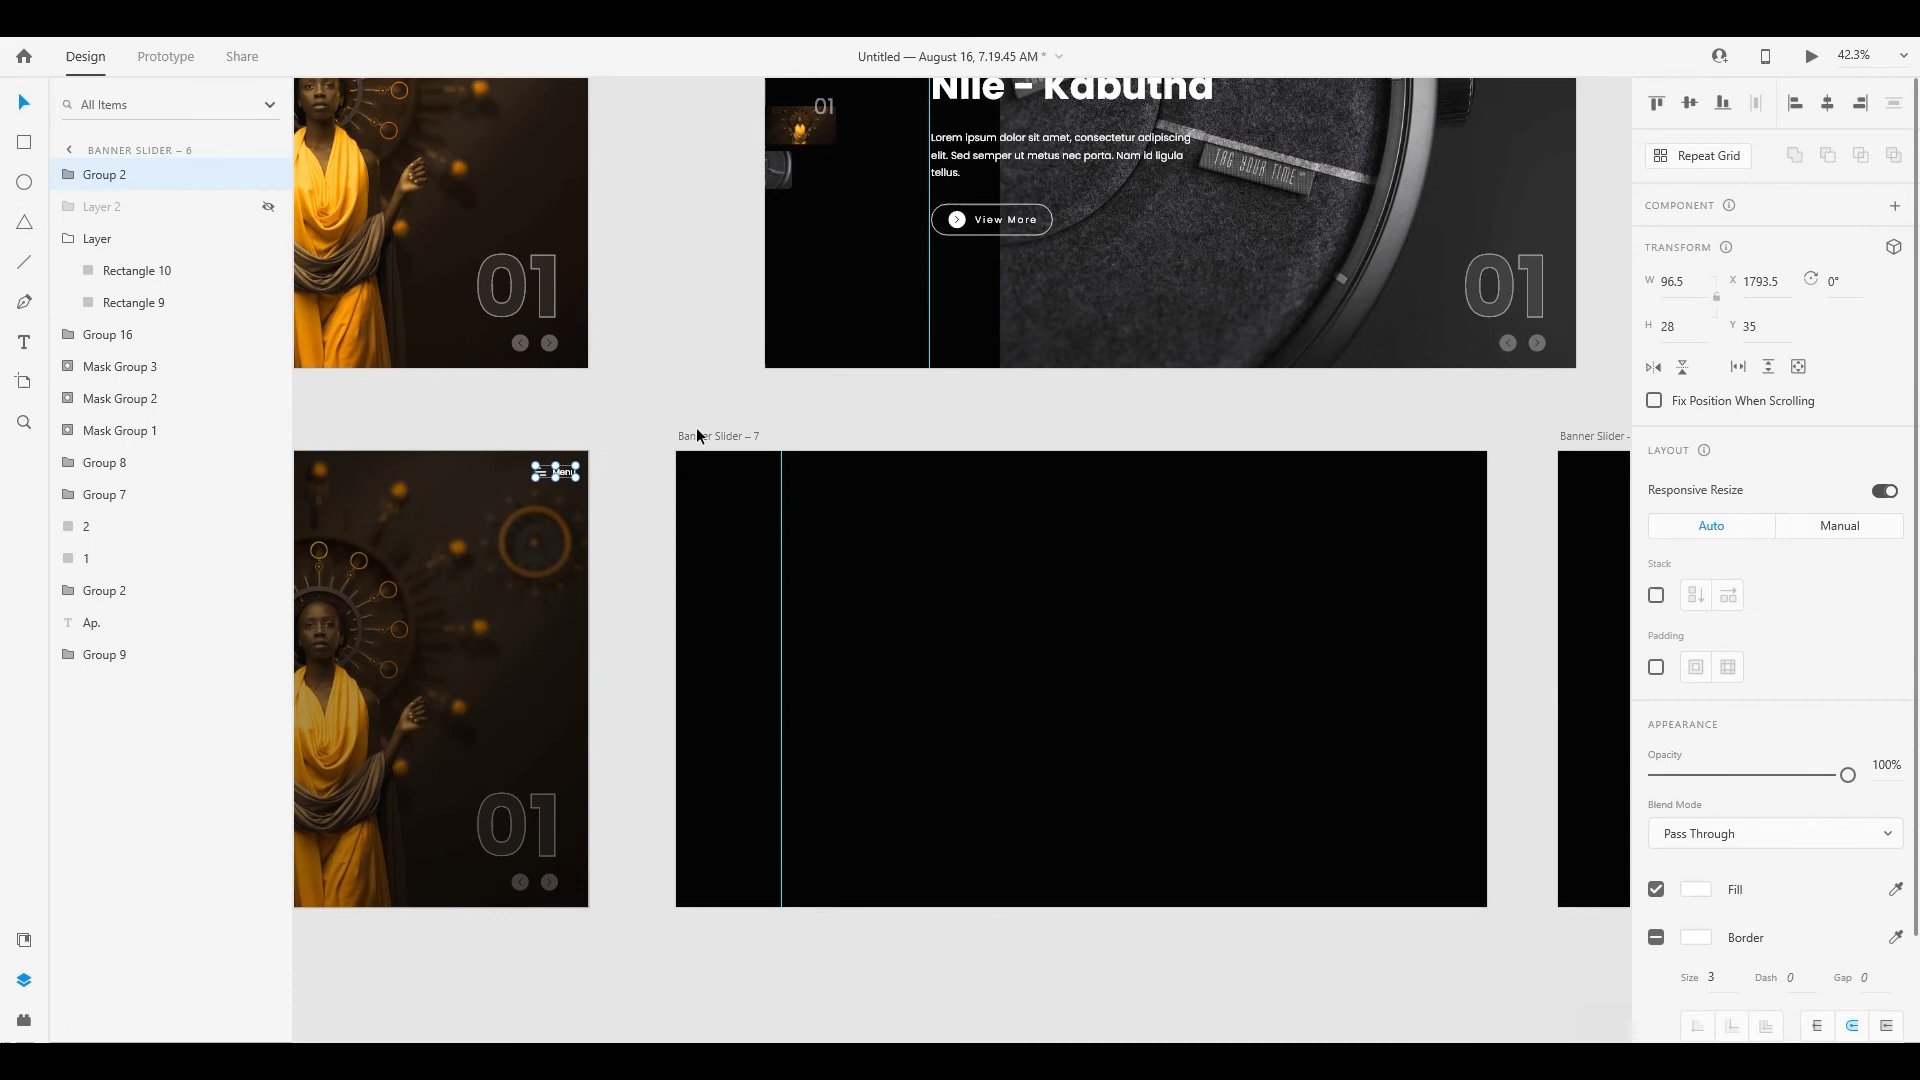 Design
Prototype
Share
Untitled — August 16, 7.19.45 AM *
42.3%
All Items
BANNER SLIDER – 6
Group 2
Layer 2
Layer
Rectangle 10
Rectangle 9
Group 16
Mask Group 3
Mask Group 2
Mask Group 1
Group 8
Group 7
2
1
Group 2
Ap.
Group 9
01
Nile – Kabutha
01
Lorem ipsum dolor sit amet, consectetur adipiscing
elit. Sed semper ut metus nec porta. Nam id ligula
tellus.
View More
TAG YOUR TIME
01
Menu
01
Banner Slider – 7
Banner Slider -
Repeat Grid
COMPONENT
TRANSFORM
W 96.5 X 1793.5 0°
H 28 Y 35
Fix Position When Scrolling
LAYOUT
Responsive Resize
Auto
Manual
Stack
Padding
APPEARANCE
Opacity
100%
Blend Mode
Pass Through
Fill
Border
Size 3 Dash 0 Gap 0